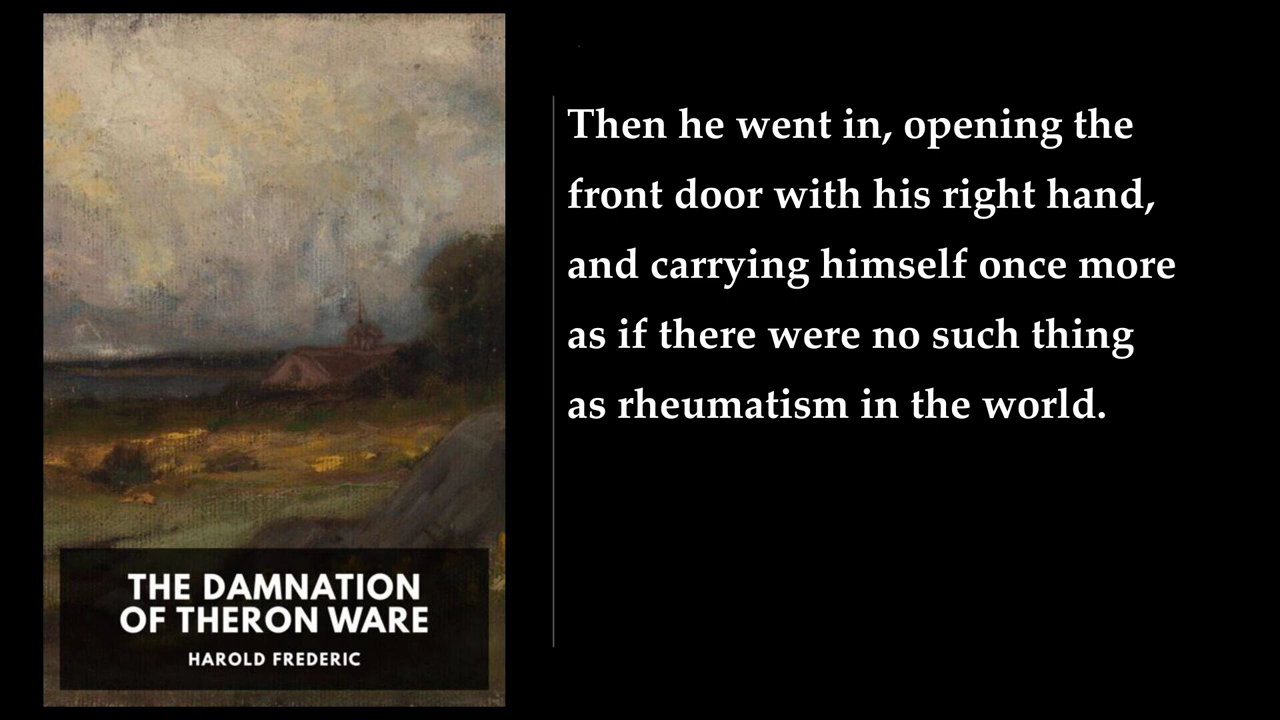 Then he went in, opening the
front door with his right hand,
and carrying himself once more
as if there were no such thing
as rheumatism in the world.
THE DAMNATION
OF THERON WARE
HAROLD FREDERIC